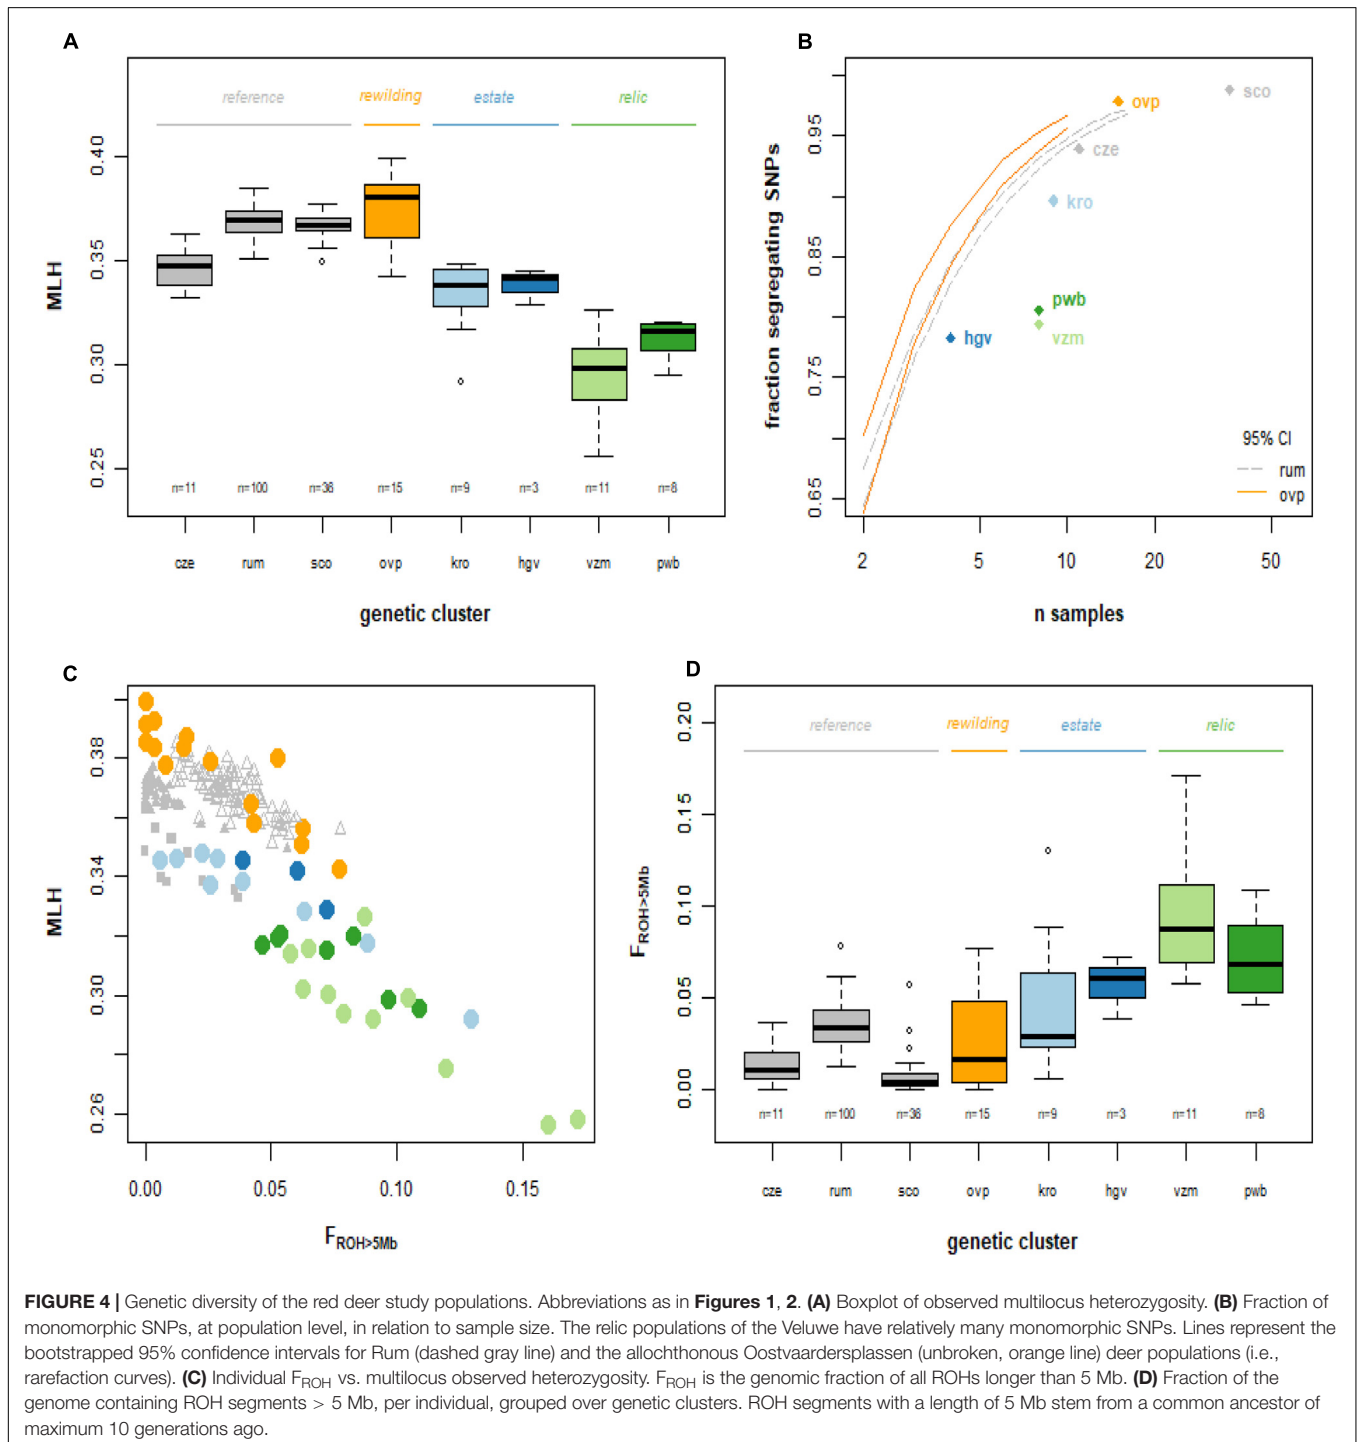 A
reference rewilding estate relic
0.40
0.35
0.30
0.25
MLH
n=11 n=100 n=36 n=15 n=9 n=3 n=11 n=8
cze rum sco ovp kro hgv vzm pwb
genetic cluster
B
0.95
0.85
0.75
0.65
fraction segregating SNPs
sco
ovp
cze
kro
pwb
vzm
hgv
95% CI
rum
ovp
2 5 10 20 50
n samples
C
0.38
0.34
0.30
0.26
MLH
0.00 0.05 0.10 0.15
FROH>5Mb
D
reference rewilding estate relic
0.20
0.15
0.10
0.05
0.00
FROH>5Mb
n=11 n=100 n=36 n=15 n=9 n=3 n=11 n=8
cze rum sco ovp kro hgv vzm pwb
genetic cluster
FIGURE 4 | Genetic diversity of the red deer study populations. Abbreviations as in Figures 1, 2. (A) Boxplot of observed multilocus heterozygosity. (B) Fraction of
monomorphic SNPs, at population level, in relation to sample size. The relic populations of the Veluwe have relatively many monomorphic SNPs. Lines represent the
bootstrapped 95% confidence intervals for Rum (dashed gray line) and the allochthonous Oostvaardersplassen (unbroken, orange line) deer populations (i.e.,
rarefaction curves). (C) Individual FROH vs. multilocus observed heterozygosity. FROH is the genomic fraction of all ROHs longer than 5 Mb. (D) Fraction of the
genome containing ROH segments > 5 Mb, per individual, grouped over genetic clusters. ROH segments with a length of 5 Mb stem from a common ancestor of
maximum 10 generations ago.